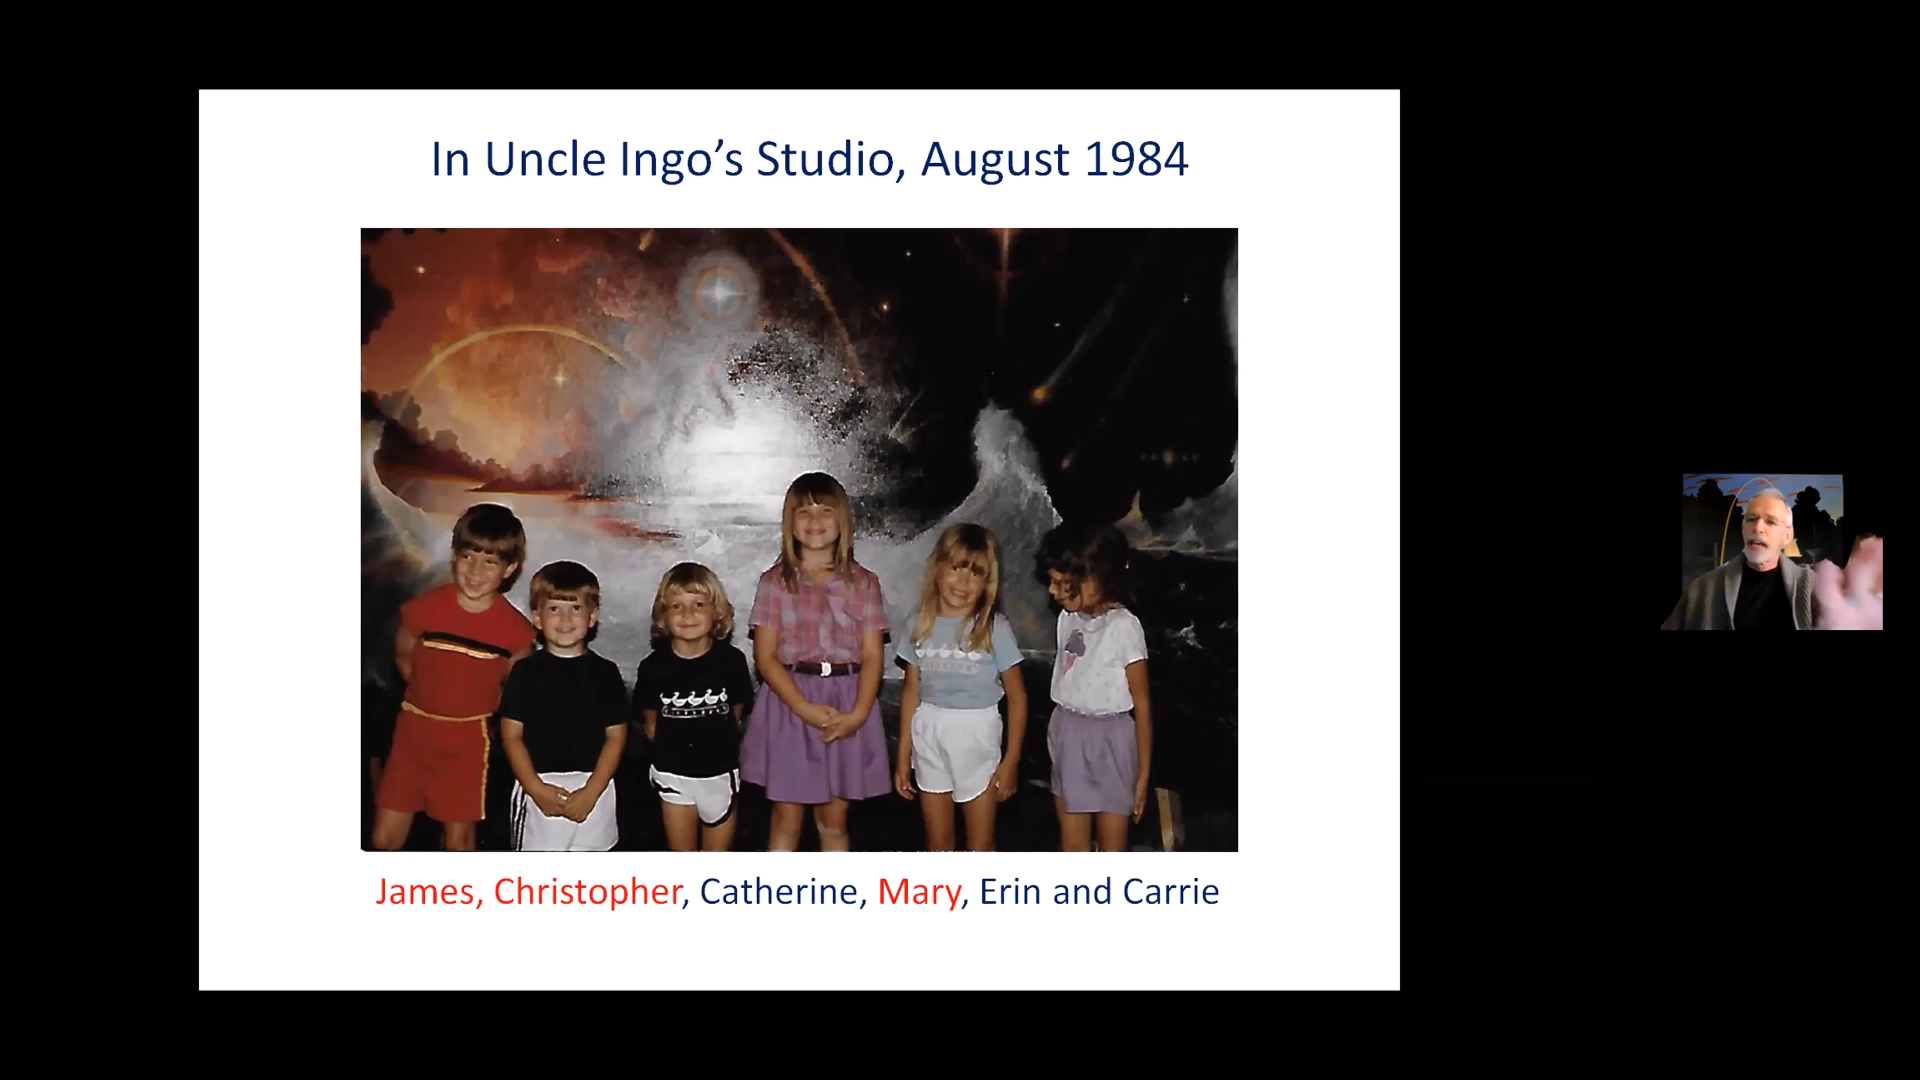 In Uncle Ingo’s Studio, August 1984
James, Christopher, Catherine, Mary, Erin and Carrie